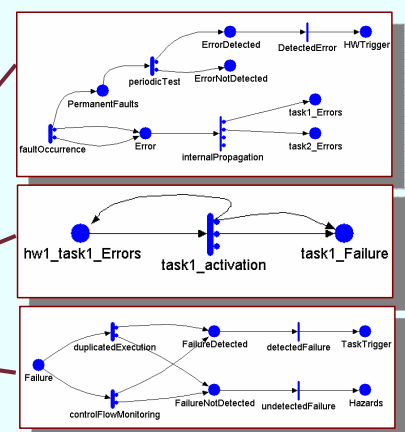 ErrorDetected
DetectedError
HWTrigger
periodicTest
ErrorNotDetected
PermanentFaults
task1_Errors
faultOccurrence
Error
internalPropagation
task2_Errors
hw1_task1_Errors
task1_activation
task1_Failure
duplicatedExecution
FailureDetected
detectedFailure
TaskTrigger
Failure
controlFlowMonitoring
FailureNotDetected
undetectedFailure
Hazards